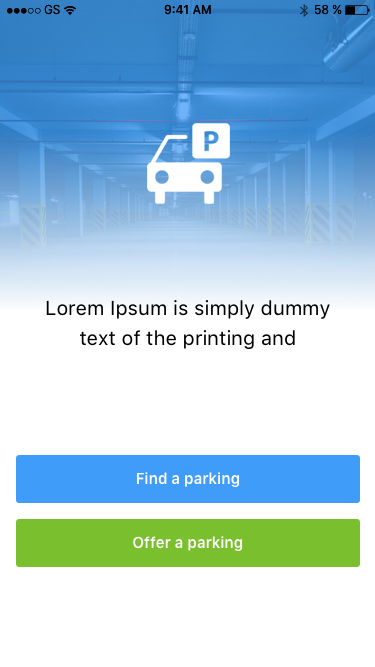 GS 9:41 AM 58 %
P
Lorem Ipsum is simply dummy
text of the printing and
Find a parking
Offer a parking